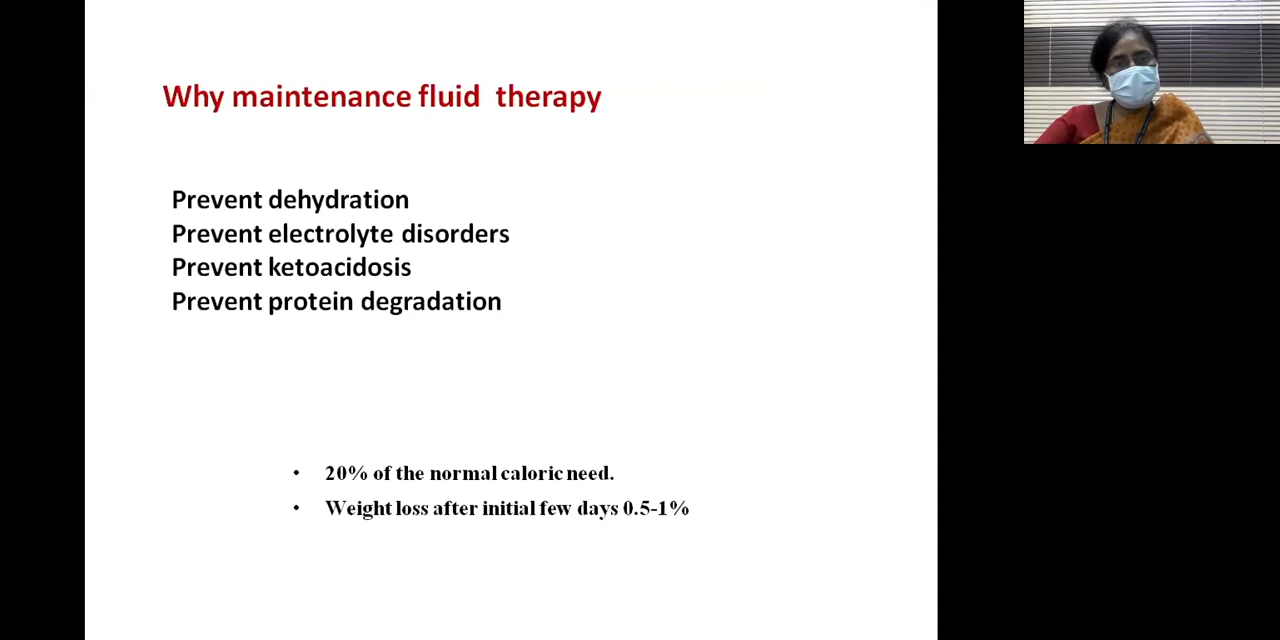 Why maintenance fluid therapy
Prevent dehydration
Prevent electrolyte disorders
Prevent ketoacidosis
Prevent protein degradation
• 20% of the normal caloric need.
• Weight loss after initial few days 0.5-1%